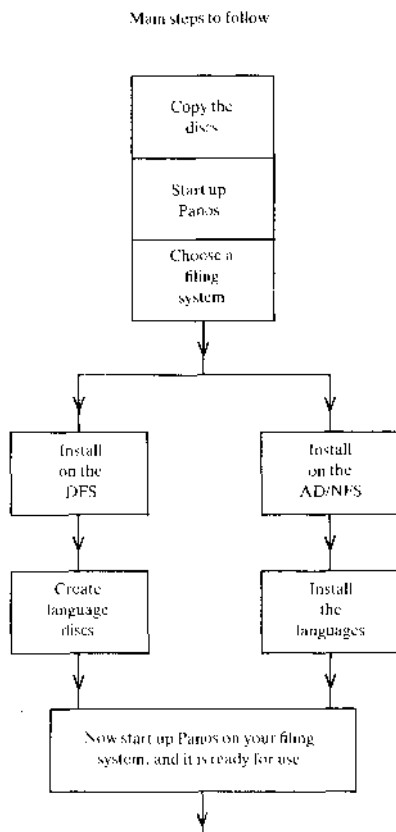 Main steps to follow
Copy the
discs
Start up
Panos
Choose a
filing
system
Install
on the
DFS
Install
on the
AD/NFS
Create
language
discs
Install
the
languages
Now start up Panos on your filing
system, and it is ready for use